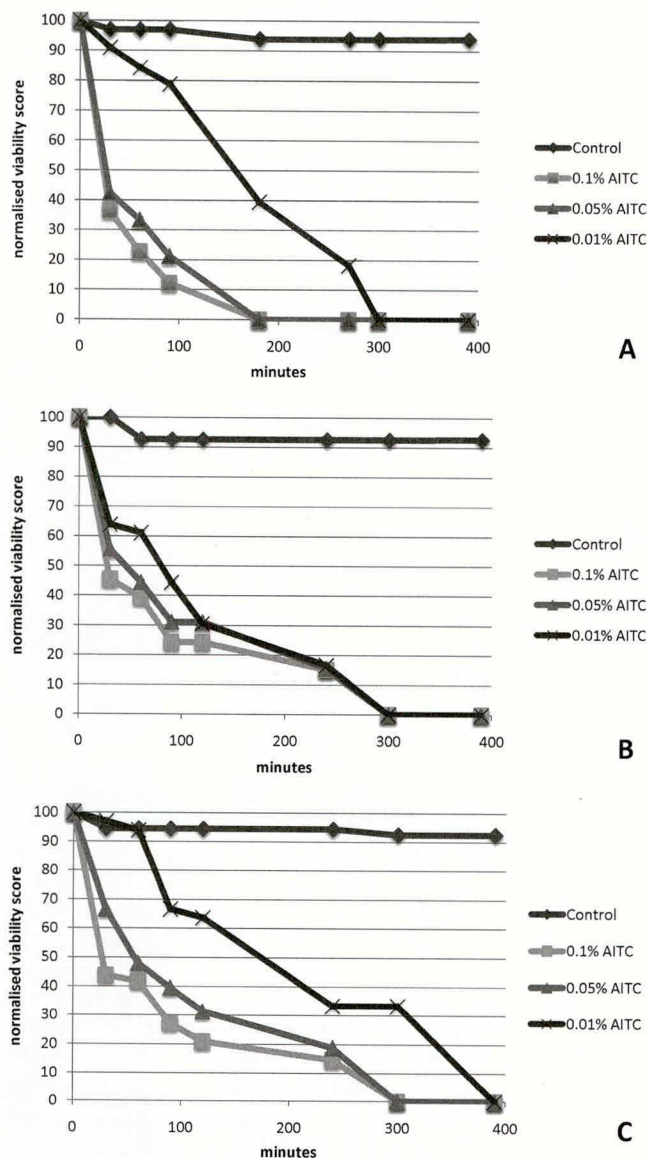 100
90
80
70
60
50
40
30
20
10
0
normalised viability score
0 100 200 300 400
minutes
Control
0.1% AITC
0.05% AITC
0.01% AITC
A
100
90
80
70
60
50
40
30
20
10
0
normalised viability score
0 100 200 300 400
minutes
Control
0.1% AITC
0.05% AITC
0.01% AITC
B
100
90
80
70
60
50
40
30
20
10
0
normalised viability score
0 100 200 300 400
minutes
Control
0.1% AITC
0.05% AITC
0.01% AITC
C